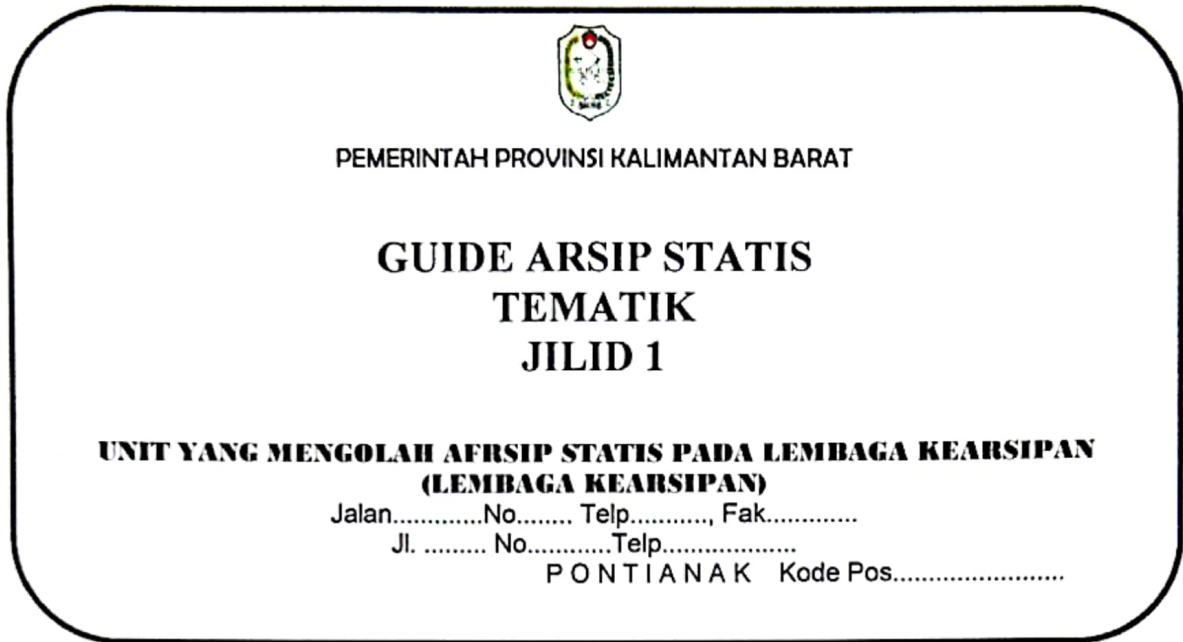 PEMERINTAH PROVINSI KALIMANTAN BARAT
GUIDE ARSIP STATIS
TEMATIK
JILID 1
UNIT YANG MENGOLAH AFRSIP STATIS PADA LEMBAGA KEARSIPAN
(LEMBAGA KEARSIPAN)
Jalan.............No........ Telp..........., Fak.............
Jl. ......... No............Telp...................
P O N T I A N A K Kode Pos........................